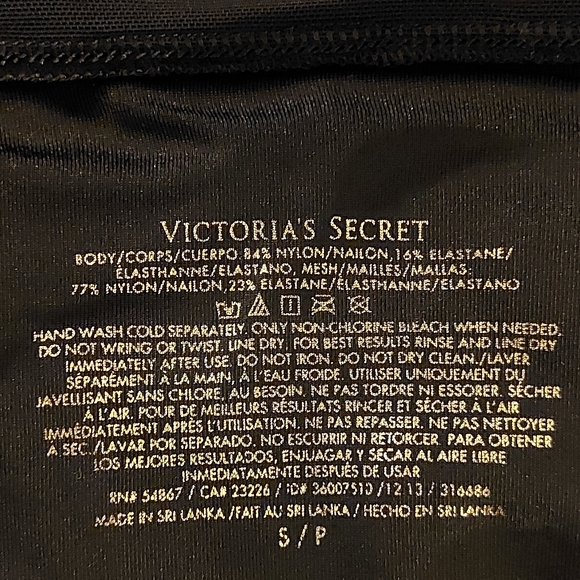 VICTORIA'S SECRET
BODY/CORPS/CUERPO: 84% NYLON/NAILON, 16% ELASTANE/
ÉLASTHANNE/ELASTANO, MESH/MAILLES/MALLAS:
77% NYLON/NAILON, 23% ELASTANE/ÉLASTHANNE/ELASTANO
HAND WASH COLD SEPARATELY. ONLY NON-CHLORINE BLEACH WHEN NEEDED.
DO NOT WRING OR TWIST. LINE DRY. FOR BEST RESULTS RINSE AND LINE DRY
IMMEDIATELY AFTER USE. DO NOT IRON. DO NOT DRY CLEAN./LAVER
SÉPARÉMENT À LA MAIN, À L'EAU FROIDE. UTILISER UNIQUEMENT DU
JAVELLISANT SANS CHLORE, AU BESOIN. NE PAS TORDRE NI ESSORER. SÉCHER
À L'AIR. POUR DE MEILLEURS RÉSULTATS RINCER ET SÉCHER À L'AIR
IMMÉDIATEMENT APRÈS L'UTILISATION. NE PAS REPASSER. NE PAS NETTOYER
À SEC./LAVAR POR SEPARADO. NO ESCURRIR NI RETORCER. PARA OBTENER
LOS MEJORES RESULTADOS, ENJUAGAR Y SECAR AL AIRE LIBRE
INMEDIATAMENTE DESPUÉS DE USAR
RN# 54867 / CA# 23226 / ID# 36007510 / 12 13 / 316686
MADE IN SRI LANKA / FAIT AU SRI LANKA / HECHO EN SRI LANKA
S / P